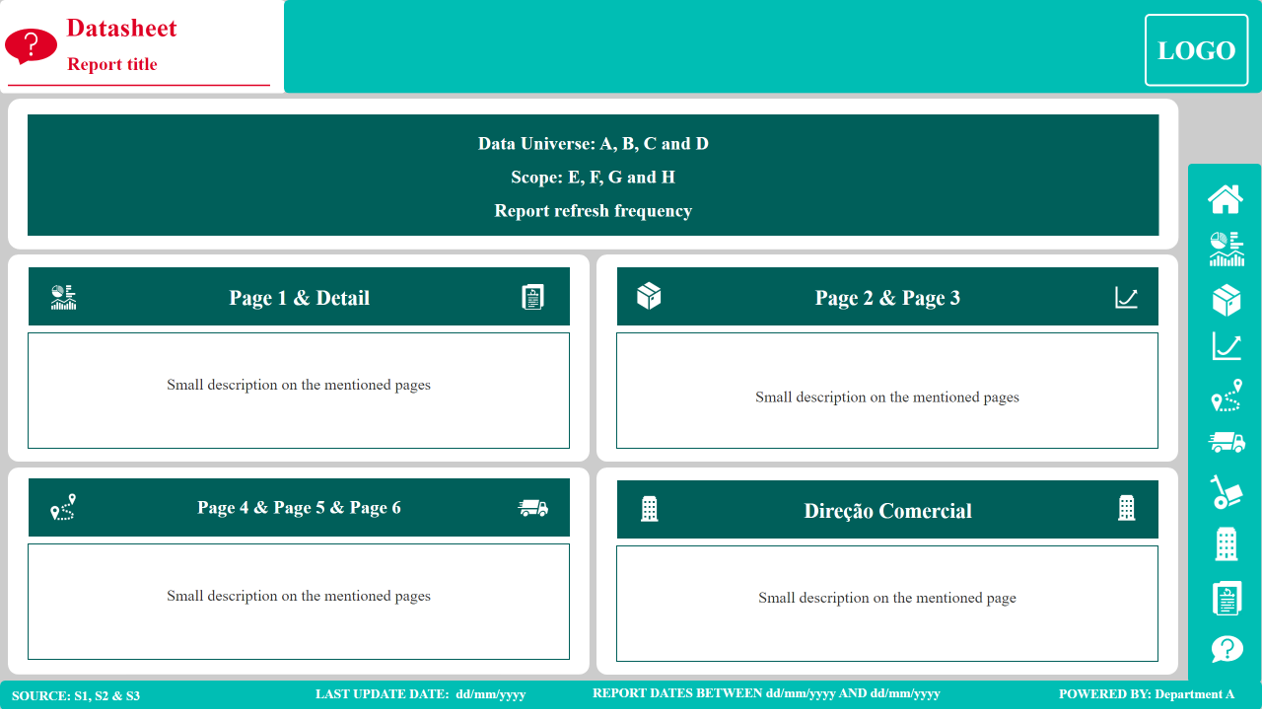 Datasheet
Report title
LOGO
Data Universe: A, B, C and D
Scope: E, F, G and H
Report refresh frequency
Page 1 & Detail
Small description on the mentioned pages
Page 2 & Page 3
Small description on the mentioned pages
Page 4 & Page 5 & Page 6
Small description on the mentioned pages
Direção Comercial
Small description on the mentioned page
SOURCE: S1, S2 & S3
LAST UPDATE DATE: dd/mm/yyyy
REPORT DATES BETWEEN dd/mm/yyyy AND dd/mm/yyyy
POWERED BY: Department A